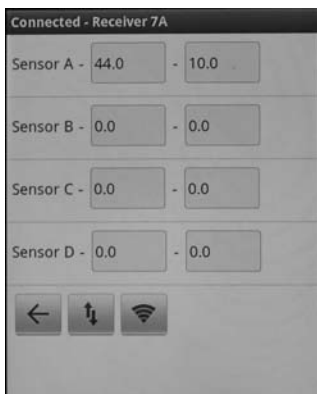 Connected - Receiver 7A
Sensor A - 44.0 - 10.0
Sensor B - 0.0 - 0.0
Sensor C - 0.0 - 0.0
Sensor D - 0.0 - 0.0